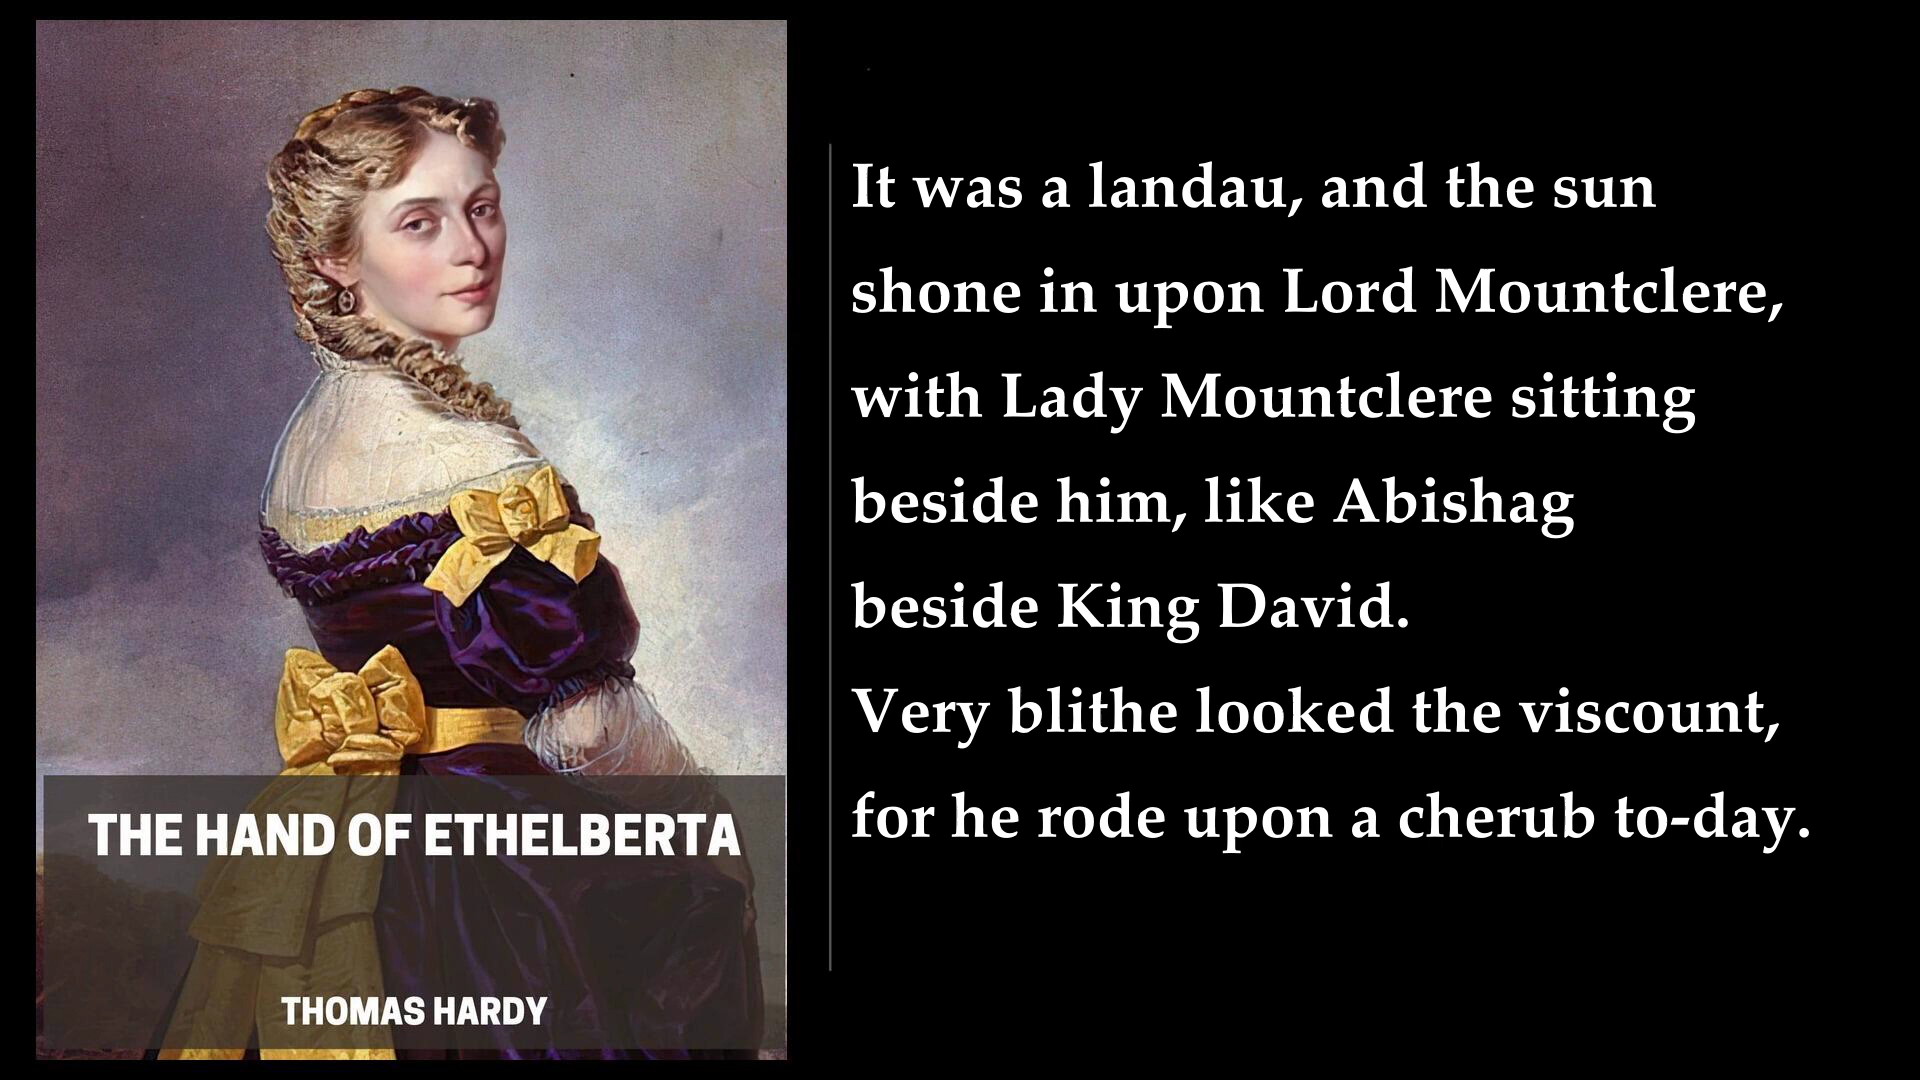 THE HAND OF ETHELBERTA
THOMAS HARDY
It was a landau, and the sun
shone in upon Lord Mountclere,
with Lady Mountclere sitting
beside him, like Abishag
beside King David.
Very blithe looked the viscount,
for he rode upon a cherub to-day.